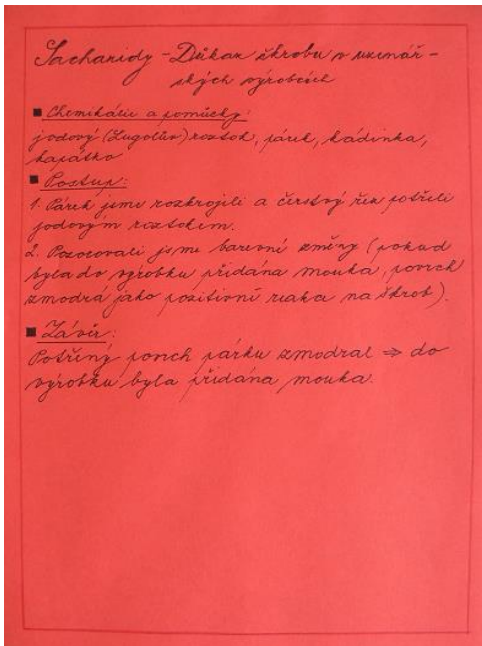 Sacharidy - Důkaz škrobu v uzenář-
ských výrobcích
■ Chemikálie a pomůcky:
jodový (Lugolův) roztok, párek, kádinka,
kapátko
■ Postup:
1. Párek jsme rozkrojili a čerstvý řez potřeli
jodovým roztokem.
2. Pozorovali jsme barevné změny (pokud
byla do výrobku přidána mouka, povrch
zmodrá jako pozitivní reakce na škrob).
■ Závěr:
Potřený povrch párku zmodral ⇒ do
výrobku byla přidána mouka.